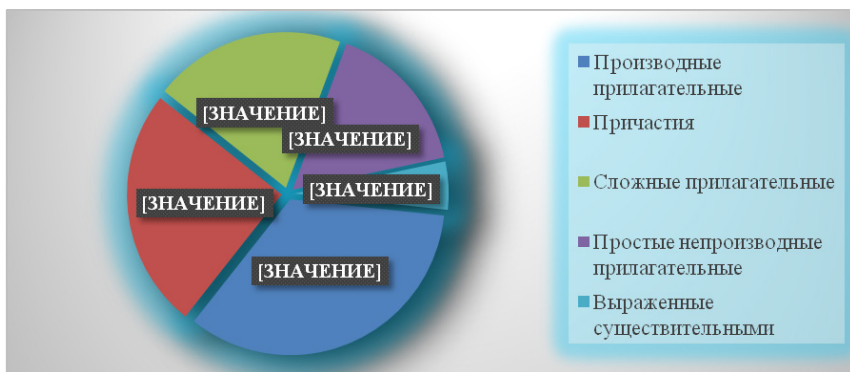 [ЗНАЧЕНИЕ]
[ЗНАЧЕНИЕ]
[ЗНАЧЕНИЕ]
[ЗНАЧЕНИЕ]
[ЗНАЧЕНИЕ]
Производные
прилагательные
Причастия
Сложные прилагательные
Простые непроизводные
прилагательные
Выраженные
существительными